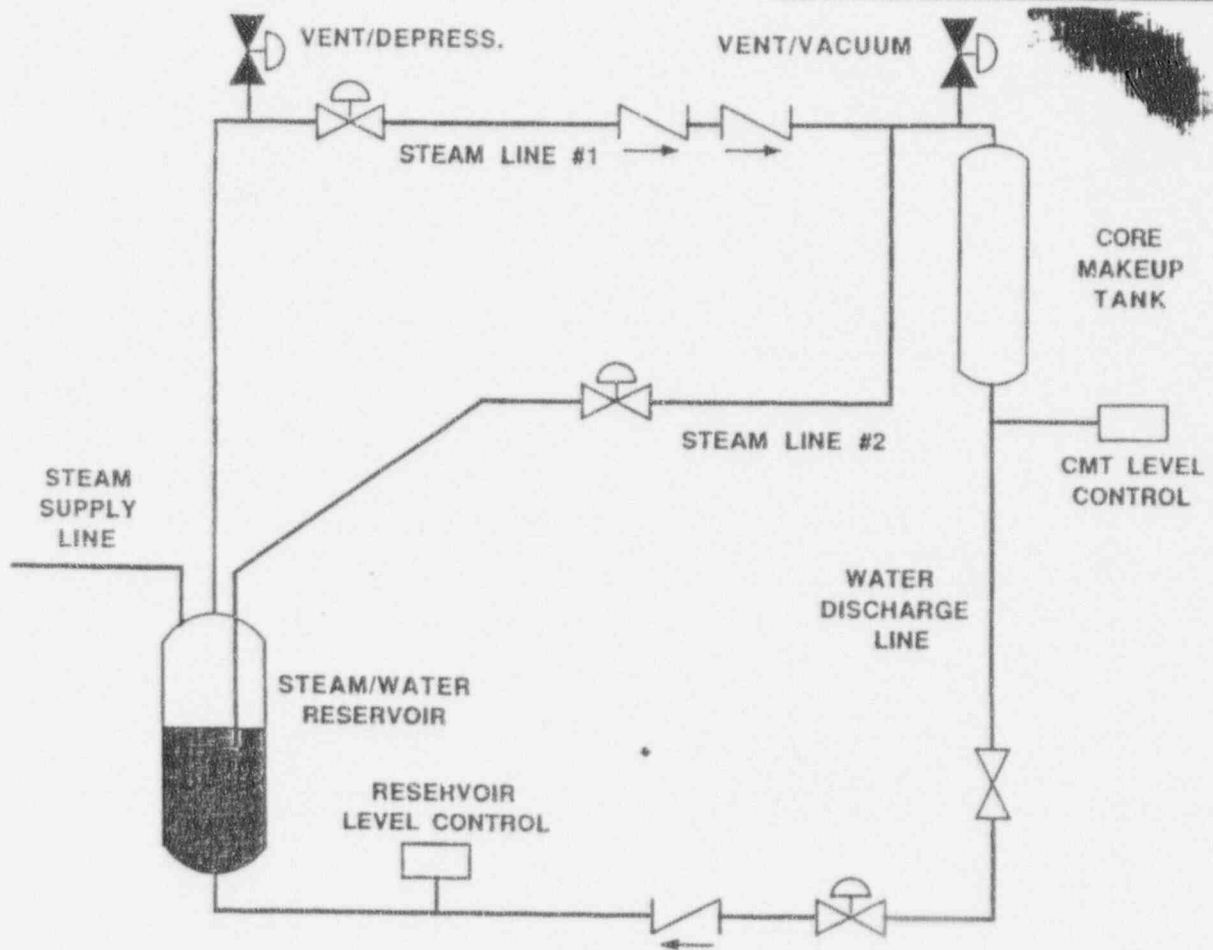 VENT/DEPRESS.
VENT/VACUUM
STEAM LINE #1
CORE
MAKEUP
TANK
STEAM LINE #2
CMT LEVEL
CONTROL
STEAM
SUPPLY
LINE
WATER
DISCHARGE
LINE
STEAM/WATER
RESERVOIR
RESERVOIR
LEVEL CONTROL